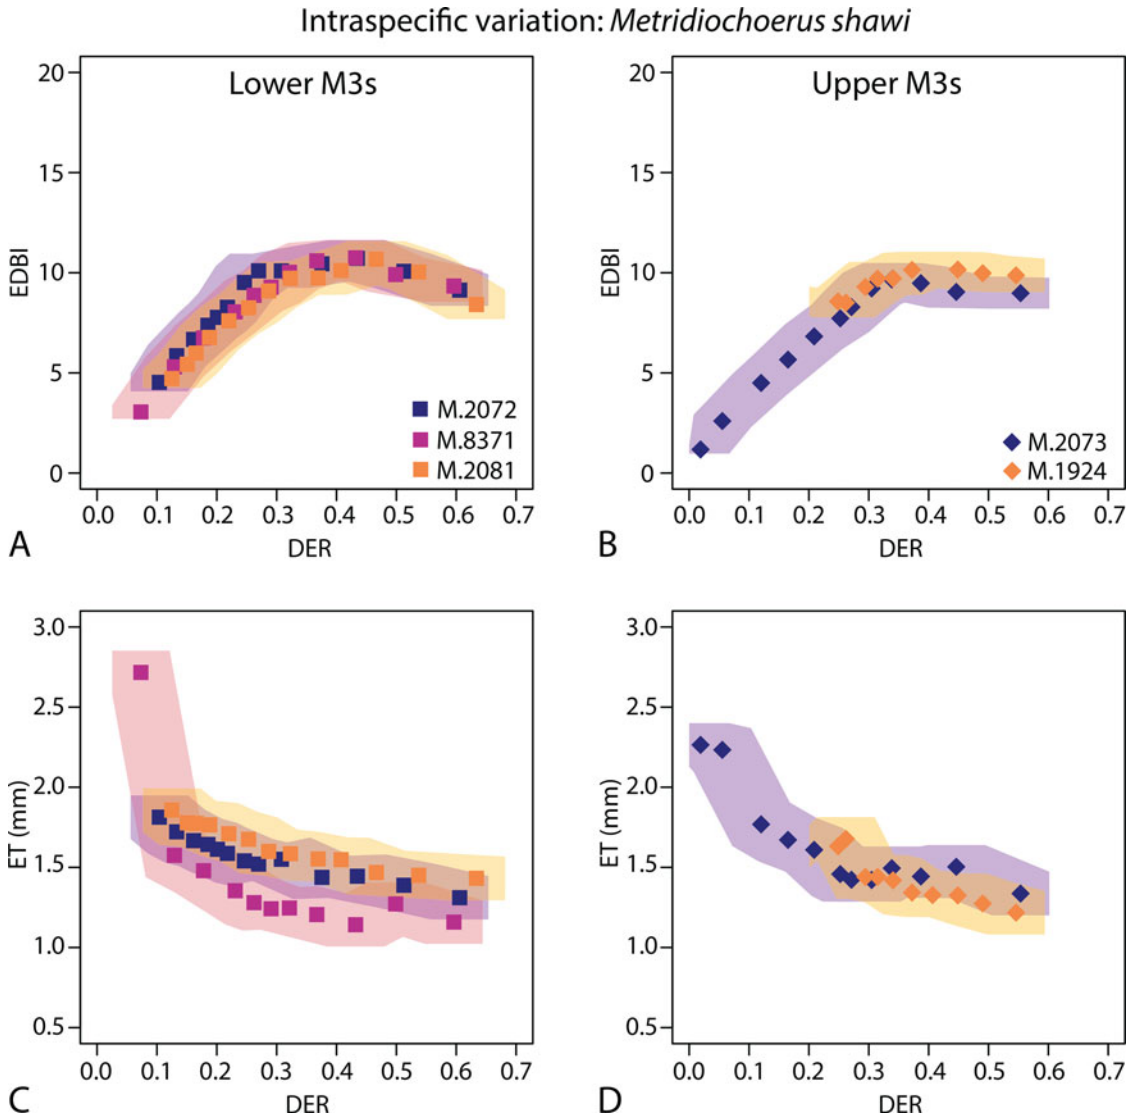 Intraspecific variation: Metridiochoerus shawi
Lower M3s
20
15
10
5
0
EDBI
M.2072
M.8371
M.2081
0.0 0.1 0.2 0.3 0.4 0.5 0.6 0.7
A
DER
Upper M3s
20
15
10
5
0
EDBI
M.2073
M.1924
0.0 0.1 0.2 0.3 0.4 0.5 0.6 0.7
B
DER
3.0
2.5
2.0
1.5
1.0
0.5
ET (mm)
0.0 0.1 0.2 0.3 0.4 0.5 0.6 0.7
C
DER
3.0
2.5
2.0
1.5
1.0
0.5
ET (mm)
0.0 0.1 0.2 0.3 0.4 0.5 0.6 0.7
D
DER